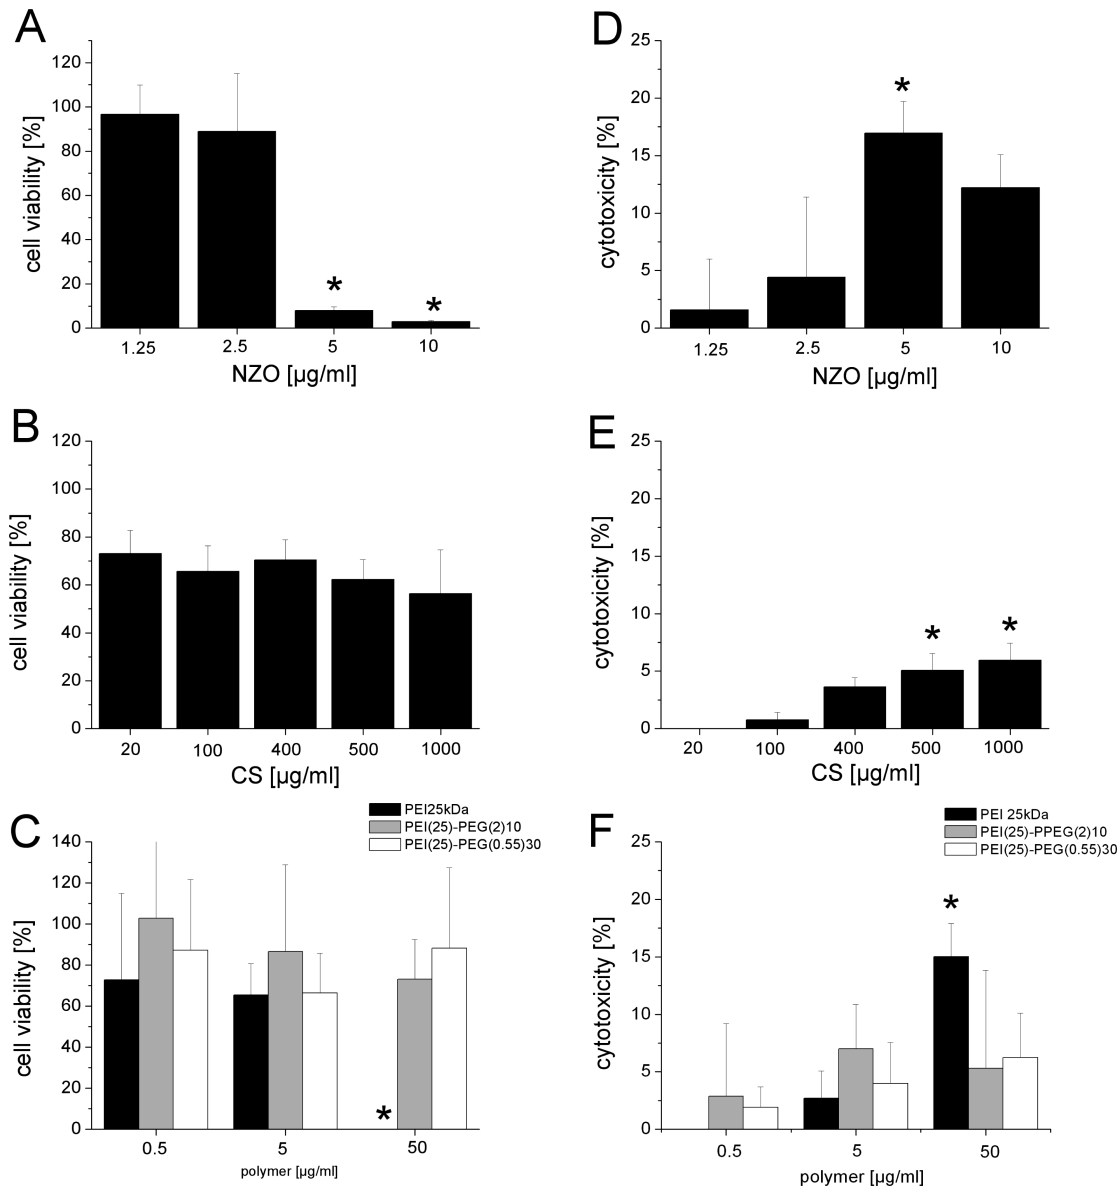 A
cell viability [%]
120
100
80
60
40
20
0
*
*
1.25 2.5 5 10
NZO [µg/ml]
D
cytotoxicity [%]
25
20
15
10
5
0
*
1.25 2.5 5 10
NZO [µg/ml]
B
cell viability [%]
120
100
80
60
40
20
0
20 100 400 500 1000
CS [µg/ml]
E
cytotoxicity [%]
25
20
15
10
5
0
*
*
20 100 400 500 1000
CS [µg/ml]
C
PEI25kDa
PEI(25)-PEG(2)10
PEI(25)-PEG(0.55)30
cell viability [%]
140
120
100
80
60
40
20
0
*
0.5 5 50
polymer [µg/ml]
F
PEI 25kDa
PEI(25)-PPEG(2)10
PEI(25)-PEG(0.55)30
cytotoxicity [%]
25
20
15
10
5
0
*
0.5 5 50
polymer [µg/ml]